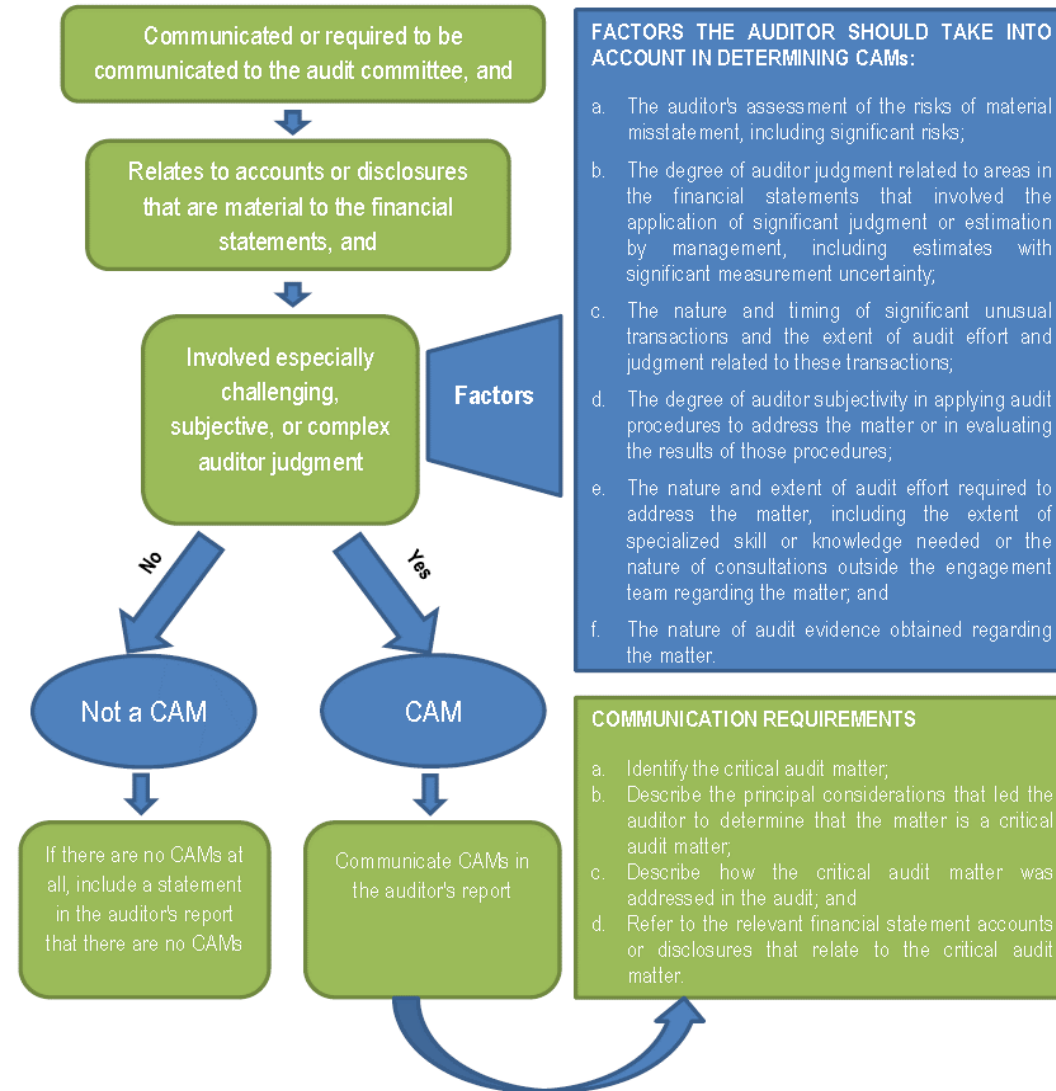 Communicated or required to be
communicated to the audit committee, and
Relates to accounts or disclosures
that are material to the financial
statements, and
Involved especially
challenging,
subjective, or complex
auditor judgment
Factors
No
Yes
Not a CAM
CAM
If there are no CAMs at
all, include a statement
in the auditor's report
that there are no CAMs
Communicate CAMs in
the auditor's report
FACTORS THE AUDITOR SHOULD TAKE INTO
ACCOUNT IN DETERMINING CAMs:
a. The auditor's assessment of the risks of material
misstatement, including significant risks;
b. The degree of auditor judgment related to areas in
the financial statements that involved the
application of significant judgment or estimation
by management, including estimates with
significant measurement uncertainty;
c. The nature and timing of significant unusual
transactions and the extent of audit effort and
judgment related to these transactions;
d. The degree of auditor subjectivity in applying audit
procedures to address the matter or in evaluating
the results of those procedures;
e. The nature and extent of audit effort required to
address the matter, including the extent of
specialized skill or knowledge needed or the
nature of consultations outside the engagement
team regarding the matter; and
f. The nature of audit evidence obtained regarding
the matter.
COMMUNICATION REQUIREMENTS
a. Identify the critical audit matter;
b. Describe the principal considerations that led the
auditor to determine that the matter is a critical
audit matter;
c. Describe how the critical audit matter was
addressed in the audit; and
d. Refer to the relevant financial statement accounts
or disclosures that relate to the critical audit
matter.